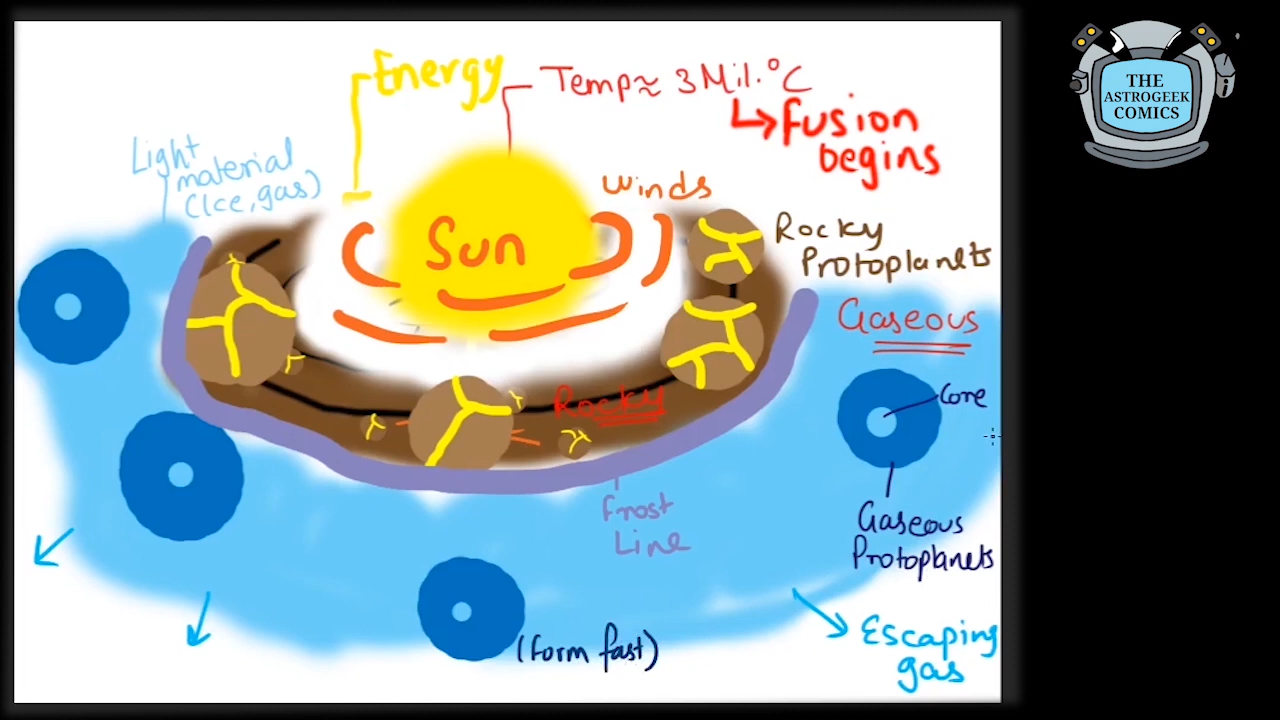 Energy
Temp≈ 3 Mil.°C
↳fusion
begins
THE
ASTROGEEK
COMICS
Light
material
(Ice, gas)
Winds
Sun
Rocky
Protoplanets
Gaseous
Rocky
Core
Frost
Line
Gaseous
Protoplanets
(form fast)
Escaping
gas